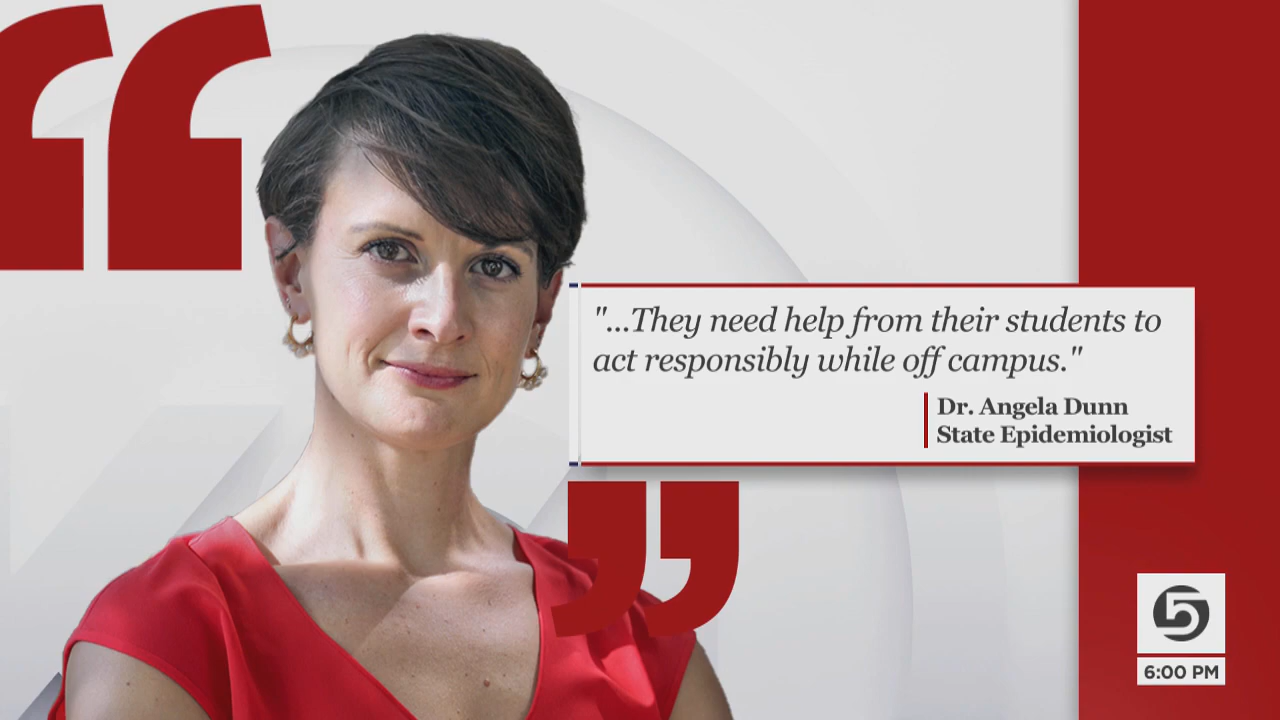 "...They need help from their students to
act responsibly while off campus."
Dr. Angela Dunn
State Epidemiologist
5
6:00 PM